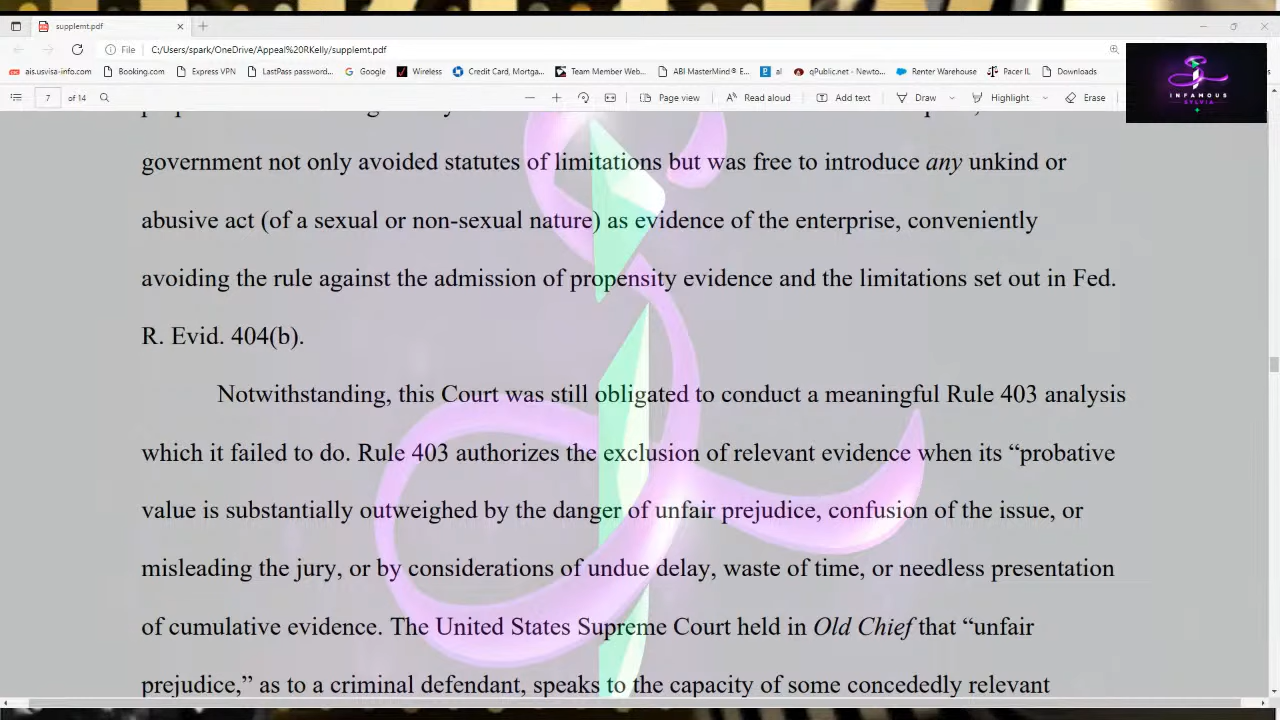 supplemt.pdf
File
C:/Users/spark/OneDrive/Appeal%20RKelly/supplemt.pdf
ais.usvisa-info.com Booking.com Express VPN LastPass password... Google Wireless Credit Card, Mortga... Team Member Web... ABI MasterMind® E... al qPublic.net - Newto... Renter Warehouse Pacer IL Downloads
7 of 14 Page view Read aloud Add text Draw Highlight Erase
INFAMOUS
SYLVIA
government not only avoided statutes of limitations but was free to introduce any unkind or
abusive act (of a sexual or non-sexual nature) as evidence of the enterprise, conveniently
avoiding the rule against the admission of propensity evidence and the limitations set out in Fed.
R. Evid. 404(b).
Notwithstanding, this Court was still obligated to conduct a meaningful Rule 403 analysis
which it failed to do. Rule 403 authorizes the exclusion of relevant evidence when its “probative
value is substantially outweighed by the danger of unfair prejudice, confusion of the issue, or
misleading the jury, or by considerations of undue delay, waste of time, or needless presentation
of cumulative evidence. The United States Supreme Court held in Old Chief that “unfair
prejudice,” as to a criminal defendant, speaks to the capacity of some concededly relevant